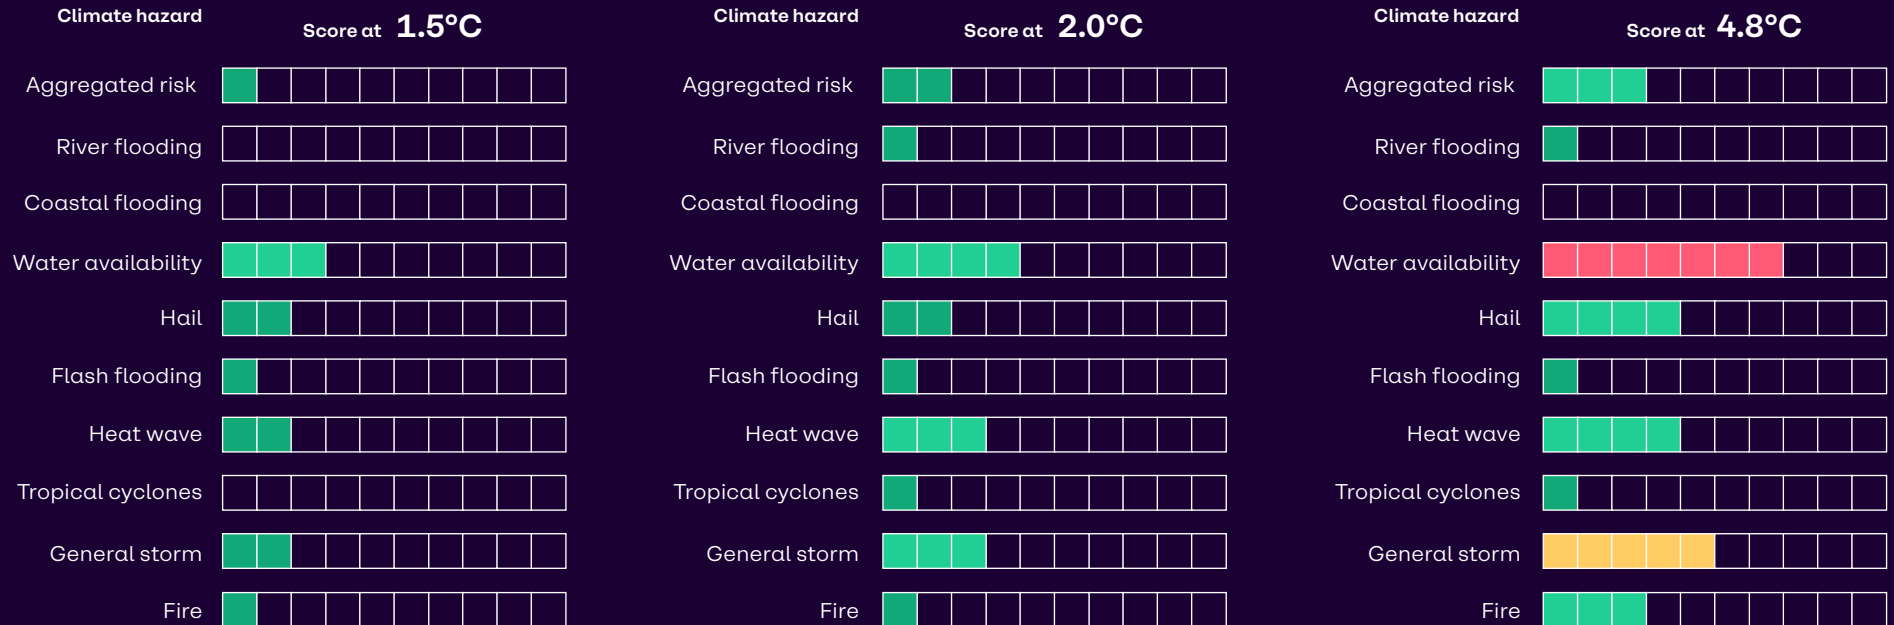 Climate hazard Score at 1.5°C
Aggregated risk
River flooding
Coastal flooding
Water availability
Hail
Flash flooding
Heat wave
Tropical cyclones
General storm
Fire
Climate hazard Score at 2.0°C
Aggregated risk
River flooding
Coastal flooding
Water availability
Hail
Flash flooding
Heat wave
Tropical cyclones
General storm
Fire
Climate hazard Score at 4.8°C
Aggregated risk
River flooding
Coastal flooding
Water availability
Hail
Flash flooding
Heat wave
Tropical cyclones
General storm
Fire